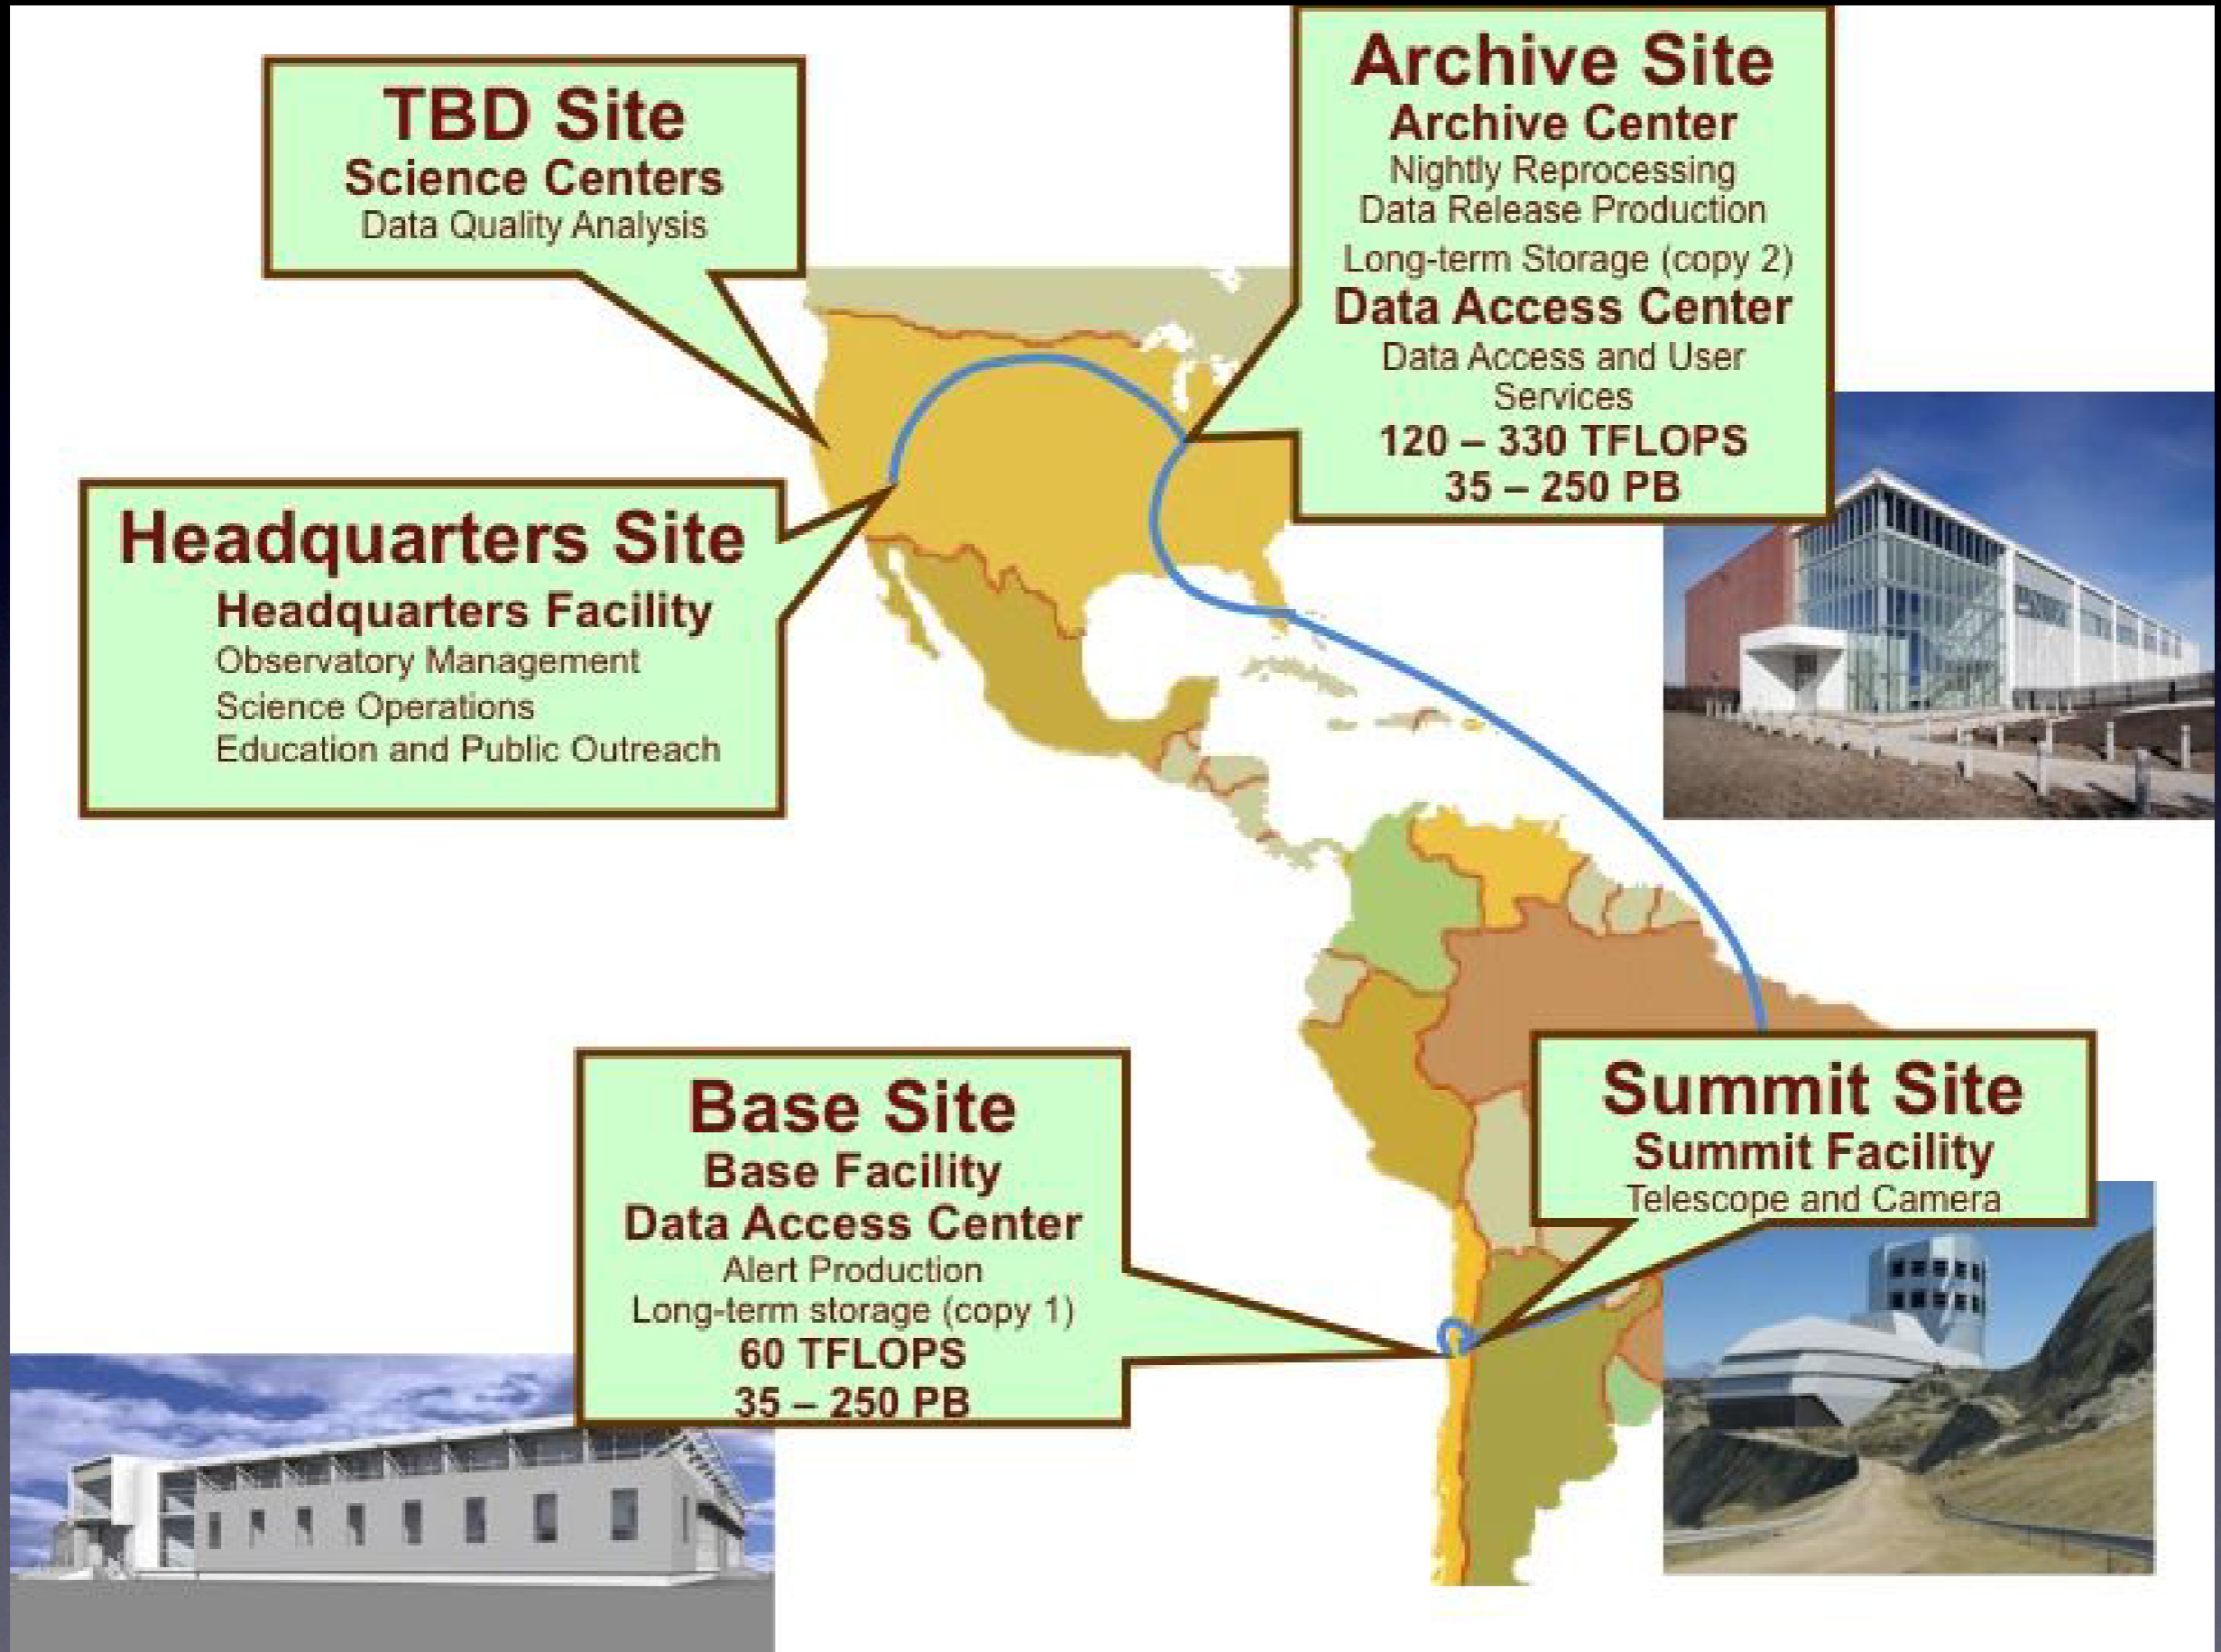 TBD Site
Science Centers
Data Quality Analysis
Archive Site
Archive Center
Nightly Reprocessing
Data Release Production
Long-term Storage (copy 2)
Data Access Center
Data Access and User
Services
120 – 330 TFLOPS
35 – 250 PB
Headquarters Site
Headquarters Facility
Observatory Management
Science Operations
Education and Public Outreach
Base Site
Base Facility
Data Access Center
Alert Production
Long-term storage (copy 1)
60 TFLOPS
35 – 250 PB
Summit Site
Summit Facility
Telescope and Camera